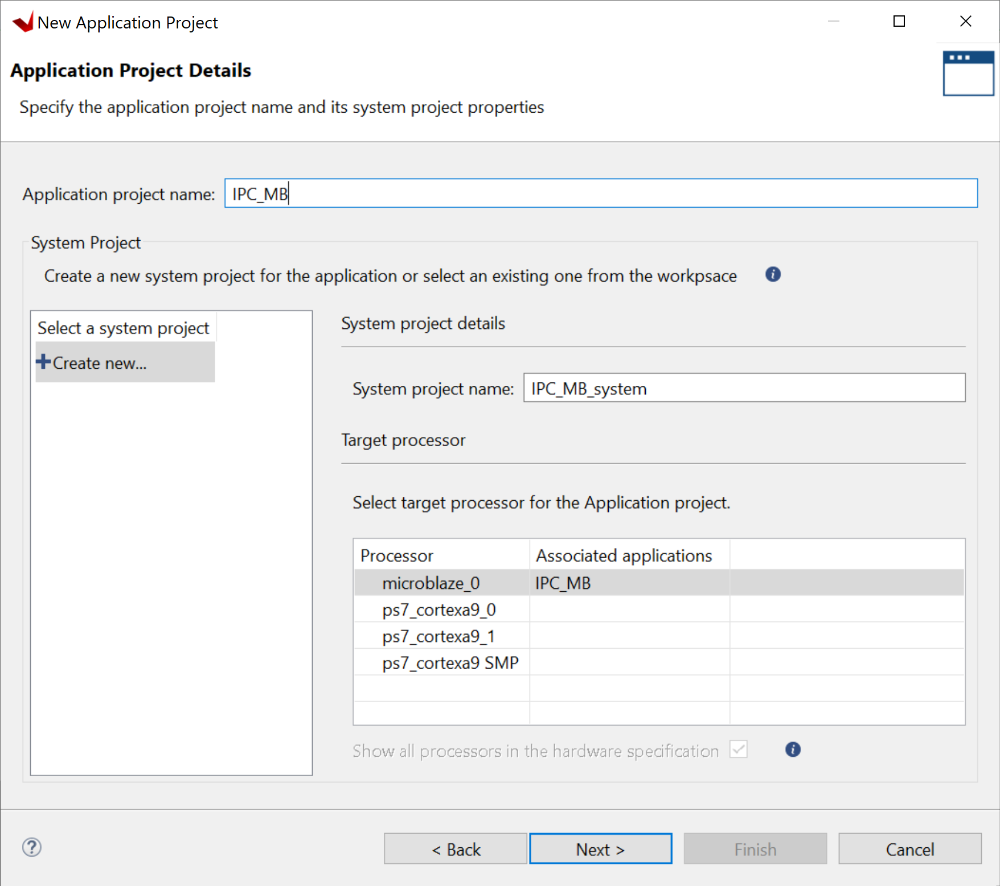 New Application Project
Application Project Details
Specify the application project name and its system project properties
Application project name: IPC_MB
System Project
Create a new system project for the application or select an existing one from the workpsace
Select a system project
Create new...
System project details
System project name: IPC_MB_system
Target processor
Select target processor for the Application project.
Processor Associated applications
microblaze_0 IPC_MB
ps7_cortexa9_0
ps7_cortexa9_1
ps7_cortexa9 SMP
Show all processors in the hardware specification
< Back Next > Finish Cancel